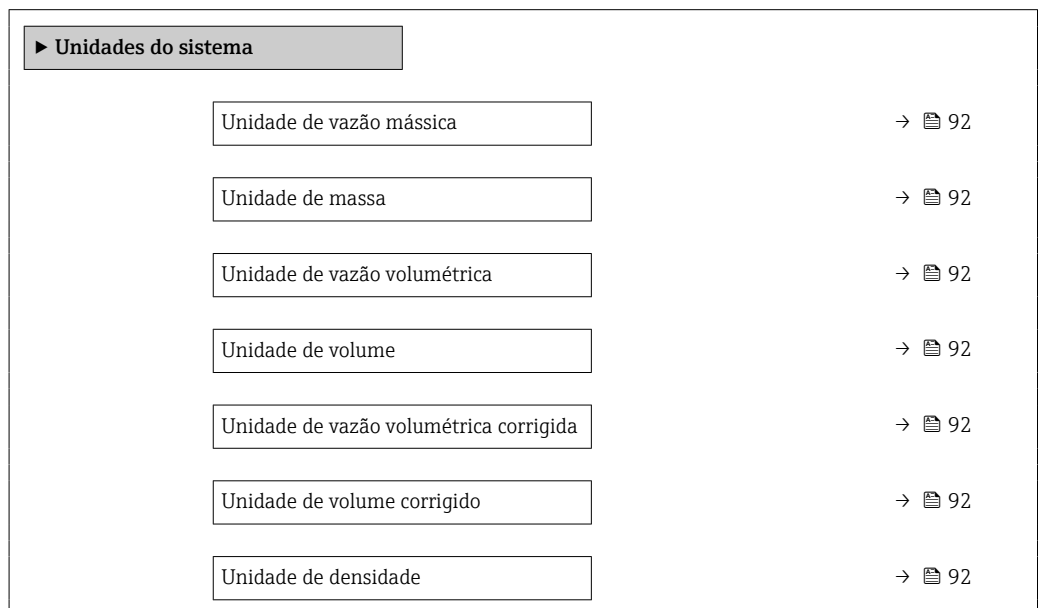 ▶ Unidades do sistema
Unidade de vazão mássica → 92
Unidade de massa → 92
Unidade de vazão volumétrica → 92
Unidade de volume → 92
Unidade de vazão volumétrica corrigida → 92
Unidade de volume corrigido → 92
Unidade de densidade → 92